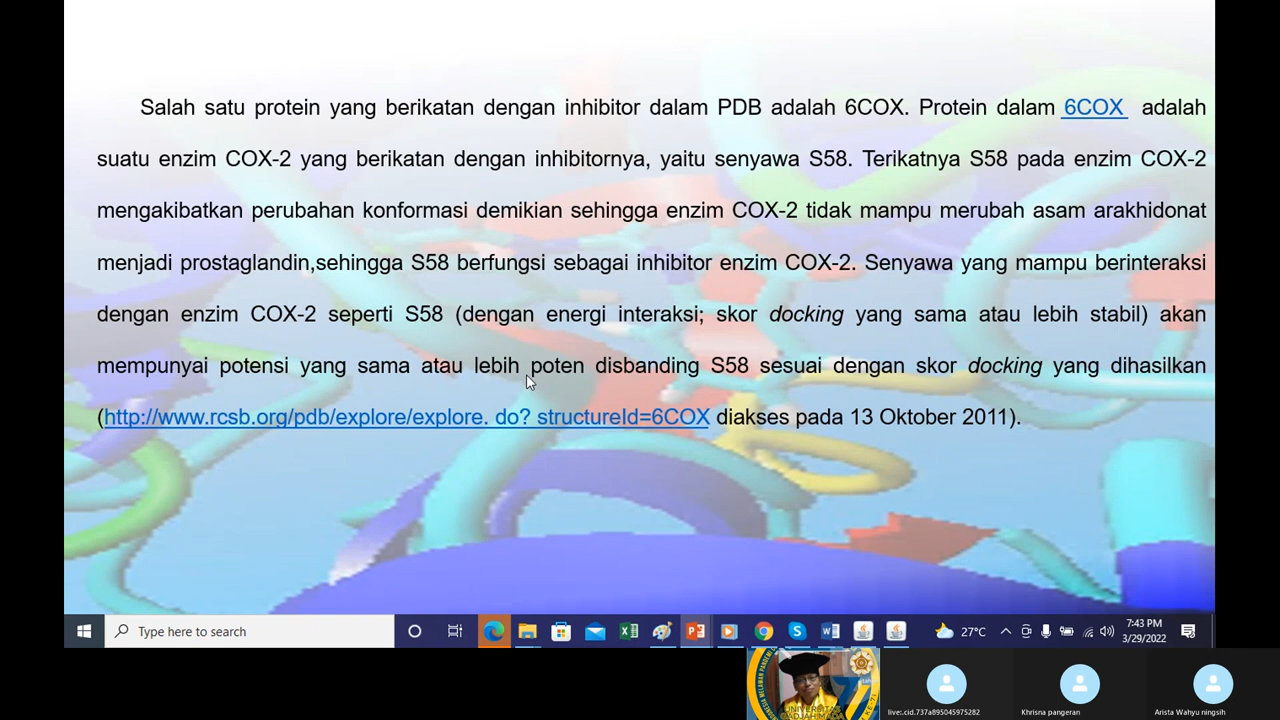 Salah satu protein yang berikatan dengan inhibitor dalam PDB adalah 6COX. Protein dalam 6COX adalah
suatu enzim COX-2 yang berikatan dengan inhibitornya, yaitu senyawa S58. Terikatnya S58 pada enzim COX-2
mengakibatkan perubahan konformasi demikian sehingga enzim COX-2 tidak mampu merubah asam arakhidonat
menjadi prostaglandin,sehingga S58 berfungsi sebagai inhibitor enzim COX-2. Senyawa yang mampu berinteraksi
dengan enzim COX-2 seperti S58 (dengan energi interaksi; skor docking yang sama atau lebih stabil) akan
mempunyai potensi yang sama atau lebih poten disbanding S58 sesuai dengan skor docking yang dihasilkan
(http://www.rcsb.org/pdb/explore/explore. do? structureId=6COX diakses pada 13 Oktober 2011).
Type here to search
27°C
7:43 PM
3/29/2022
live:.cid.737a895045975282
Khrisna pangeran
Arista Wahyu ningsih